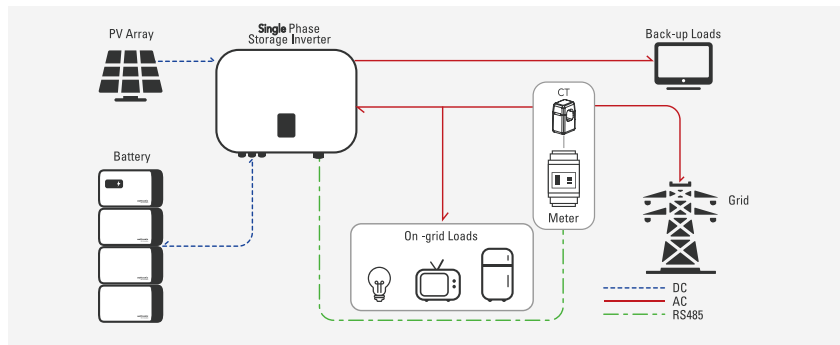 PV Array
Single Phase
Storage Inverter
Back-up Loads
CT
Battery
Meter
Grid
On -grid Loads
DC
AC
RS485